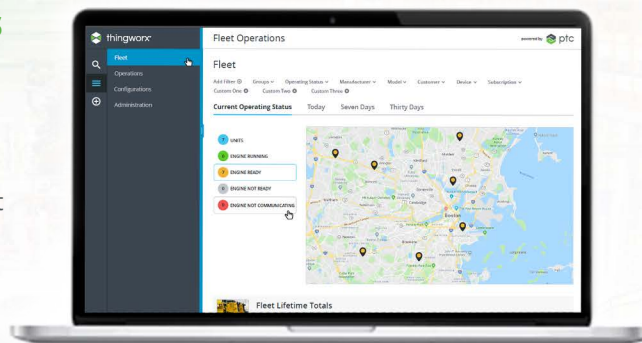 s
thingworx
Fleet Operations
powered by ptc
Fleet
Operations
Configurations
Administration
Fleet
Add Filter Groups Operating Status Manufacturer Model Customer Device Subscription
Custom One Custom Two Custom Three
Current Operating Status Today Seven Days Thirty Days
UNITS
ENGINE RUNNING
ENGINE READY
ENGINE NOT READY
ENGINE NOT COMMUNICATING
Medford
Cambridge
Boston
Fleet Lifetime Totals
t